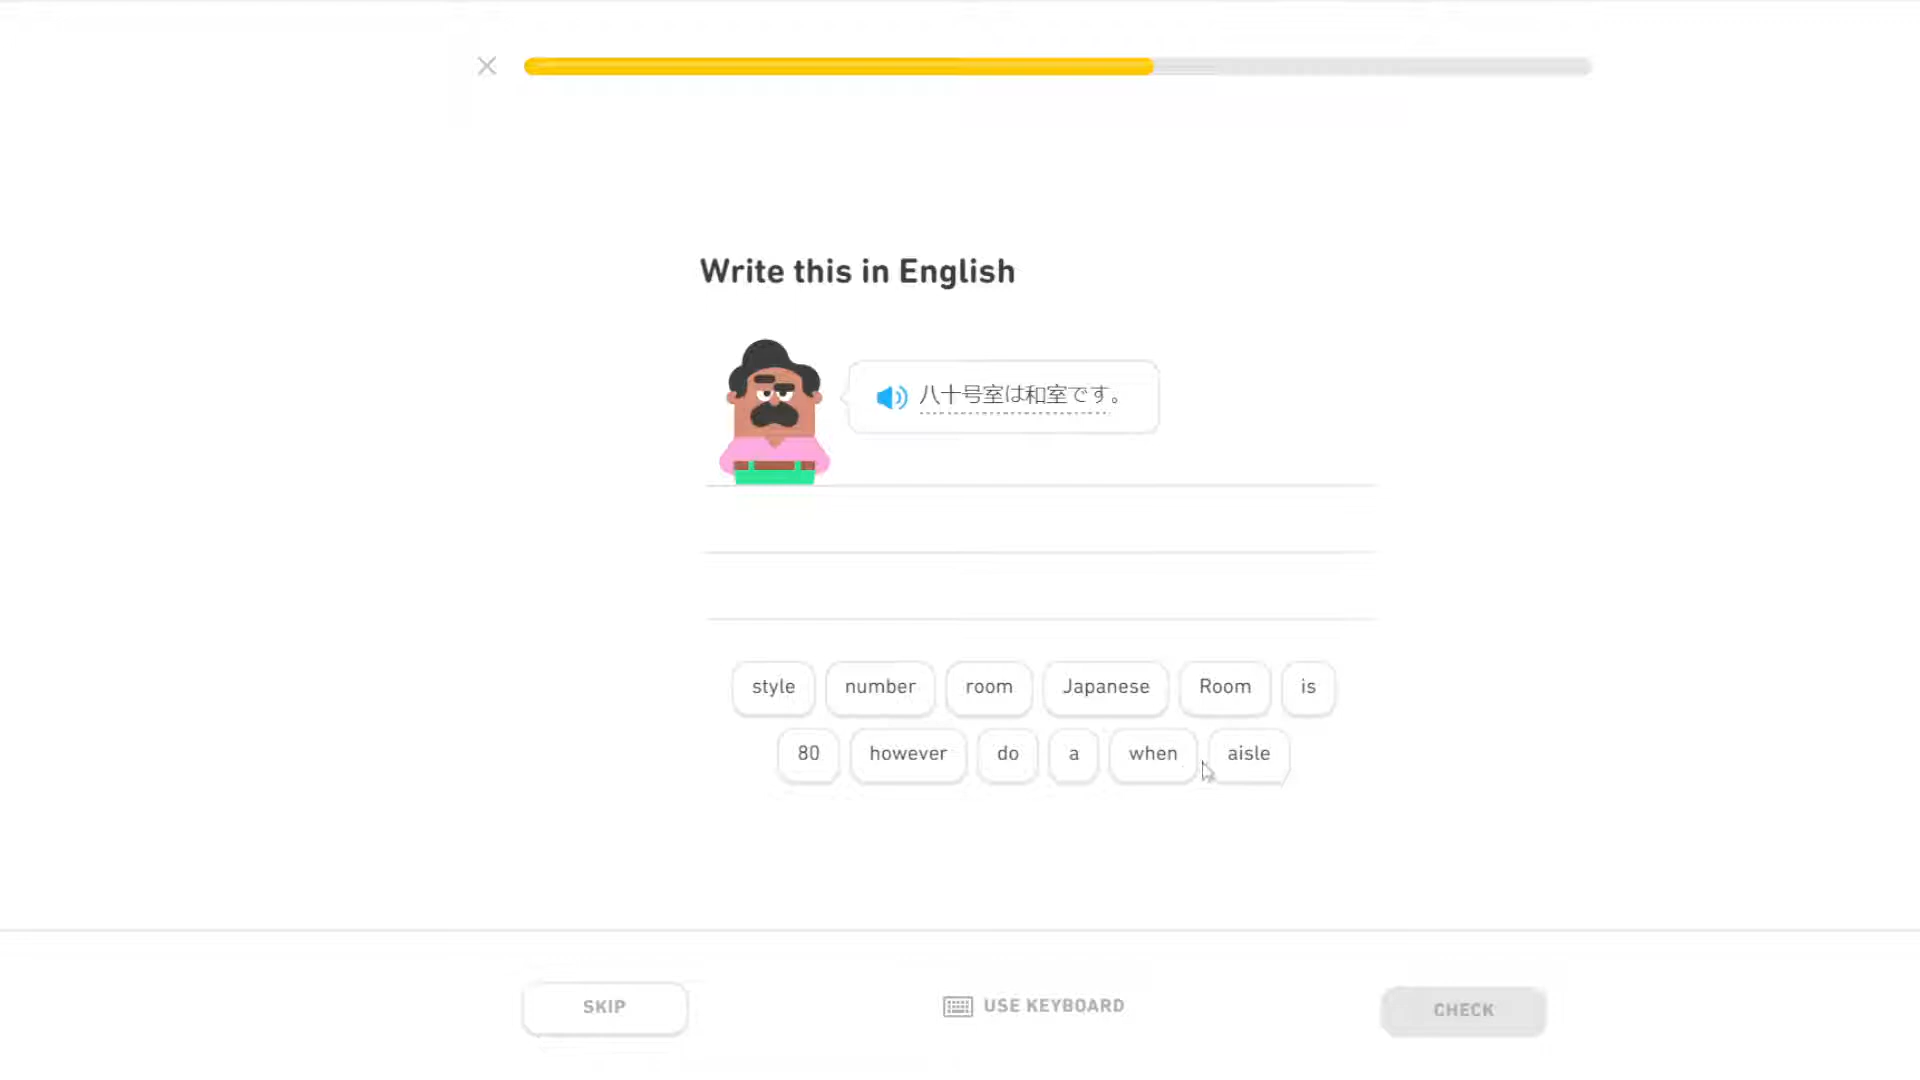 Write this in English
八十号室は和室です。
style number room Japanese Room is
80 however do a when aisle
SKIP USE KEYBOARD CHECK